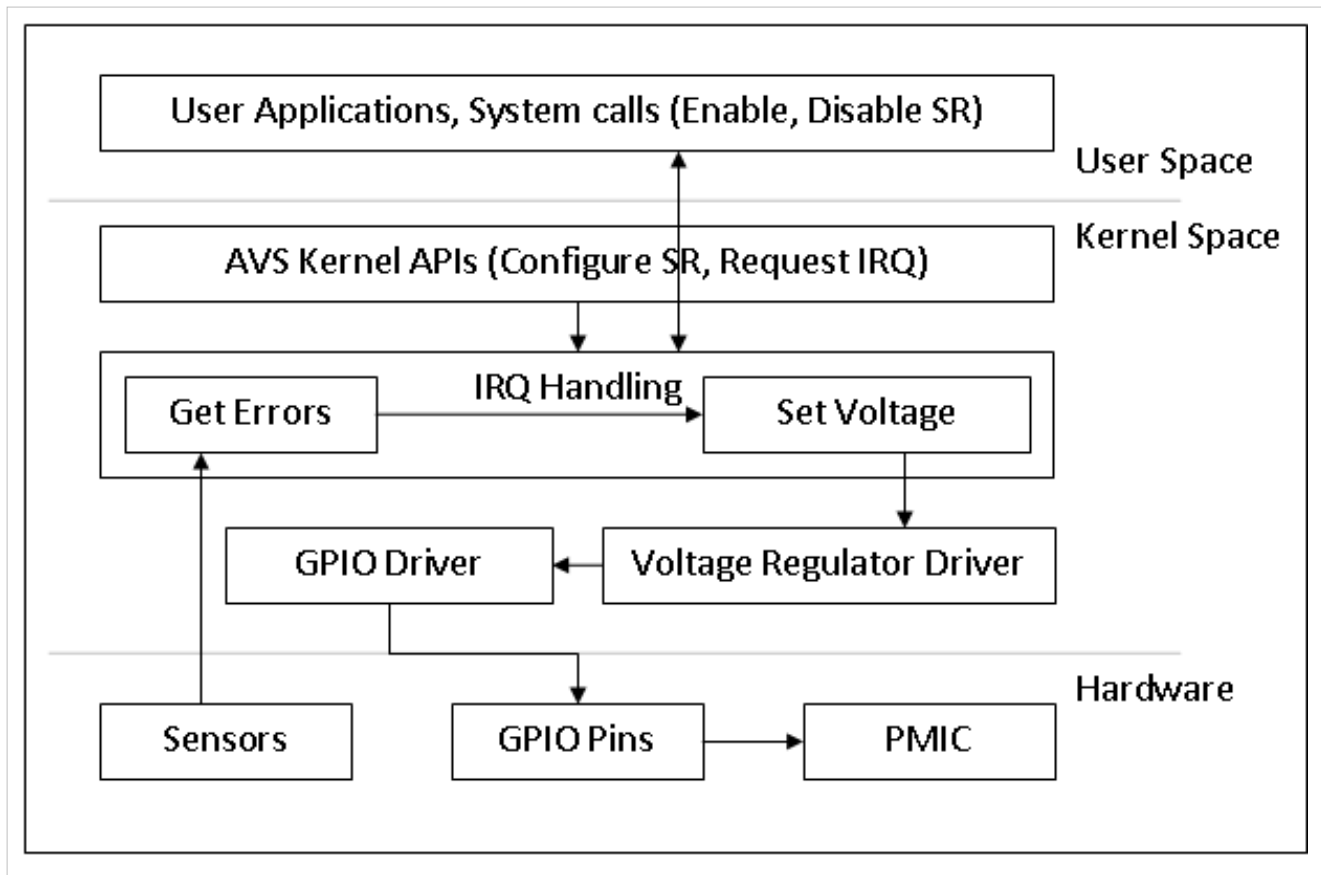 User Applications, System calls (Enable, Disable SR)
User Space
Kernel Space
AVS Kernel APIs (Configure SR, Request IRQ)
IRQ Handling
Get Errors
Set Voltage
GPIO Driver
Voltage Regulator Driver
Hardware
Sensors
GPIO Pins
PMIC